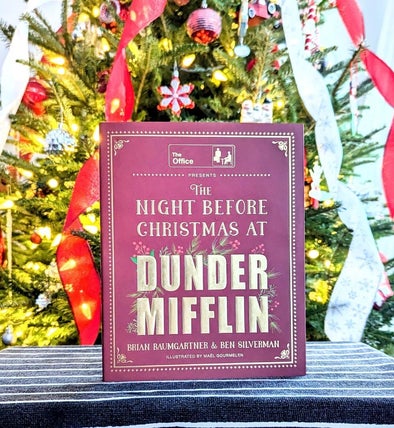 The
Office
PRESENTS
THE
NIGHT BEFORE
CHRISTMAS AT
DUNDER
MIFFLIN
BRIAN BAUMGARTNER & BEN SILVERMAN
ILLUSTRATED BY MAËL GOURMELEN